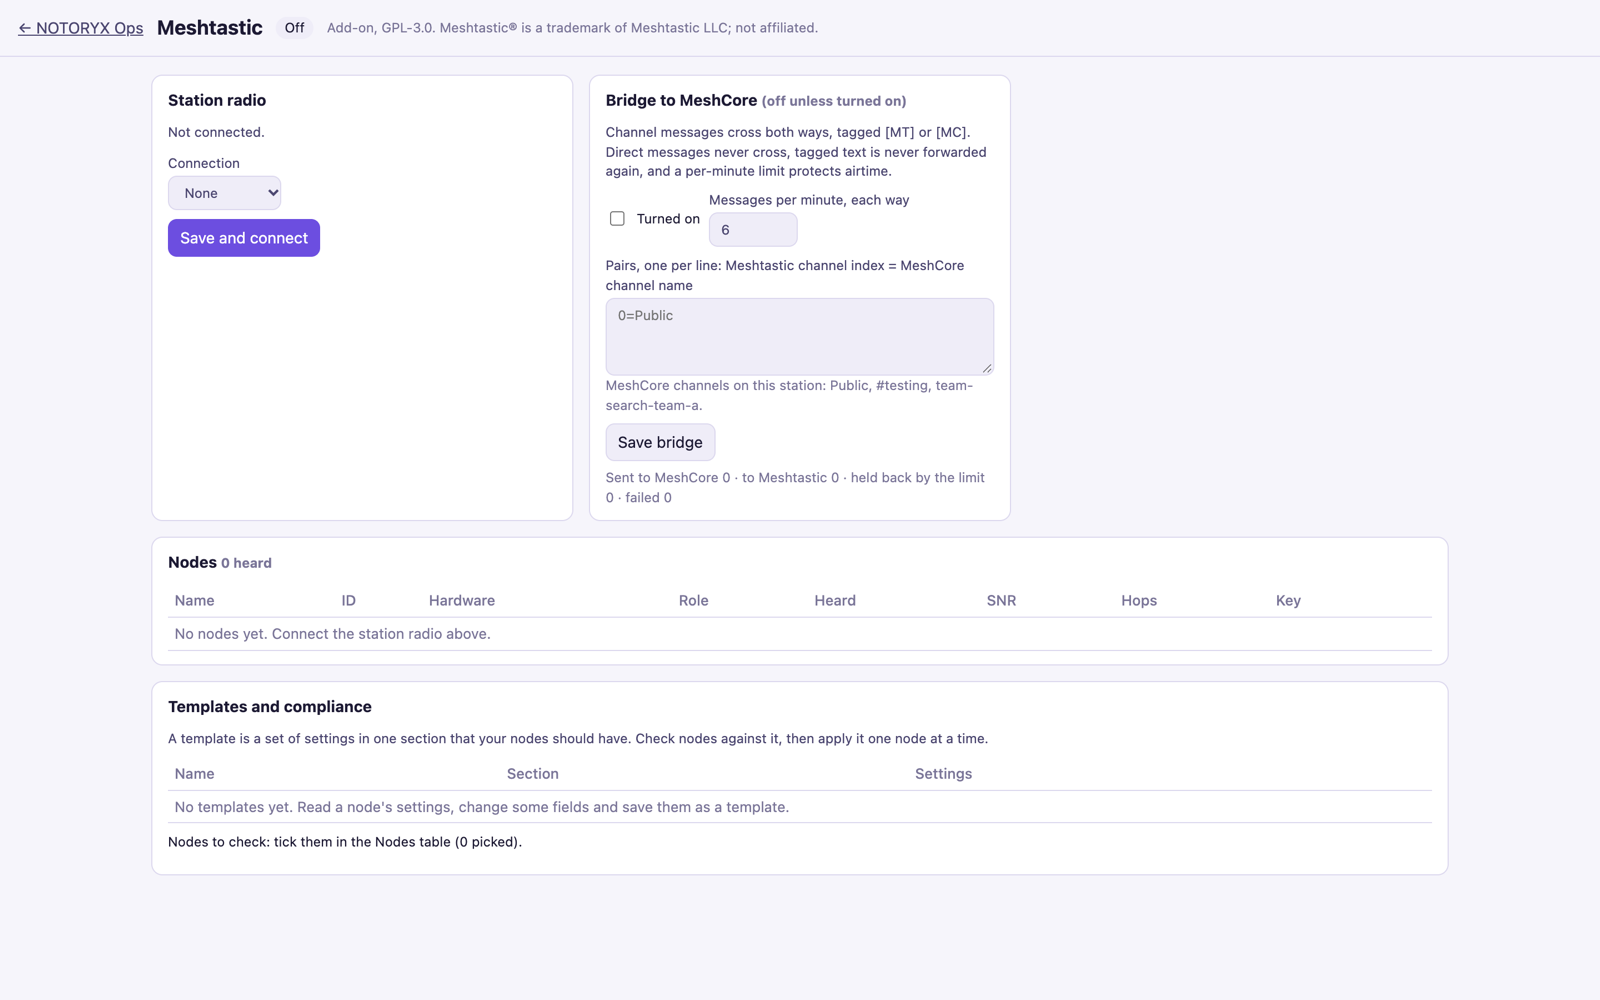 ← NOTORYX Ops Meshtastic Off Add-on, GPL-3.0. Meshtastic® is a trademark of Meshtastic LLC; not affiliated.
Station radio
Not connected.
Connection
None
Save and connect
Bridge to MeshCore (off unless turned on)
Channel messages cross both ways, tagged [MT] or [MC].
Direct messages never cross, tagged text is never forwarded
again, and a per-minute limit protects airtime.
Messages per minute, each way
Turned on
6
Pairs, one per line: Meshtastic channel index = MeshCore
channel name
0=Public
MeshCore channels on this station: Public, #testing, team-
search-team-a.
Save bridge
Sent to MeshCore 0 · to Meshtastic 0 · held back by the limit
0 · failed 0
Nodes 0 heard
Name ID Hardware Role Heard SNR Hops Key
No nodes yet. Connect the station radio above.
Templates and compliance
A template is a set of settings in one section that your nodes should have. Check nodes against it, then apply it one node at a time.
Name Section Settings
No templates yet. Read a node's settings, change some fields and save them as a template.
Nodes to check: tick them in the Nodes table (0 picked).